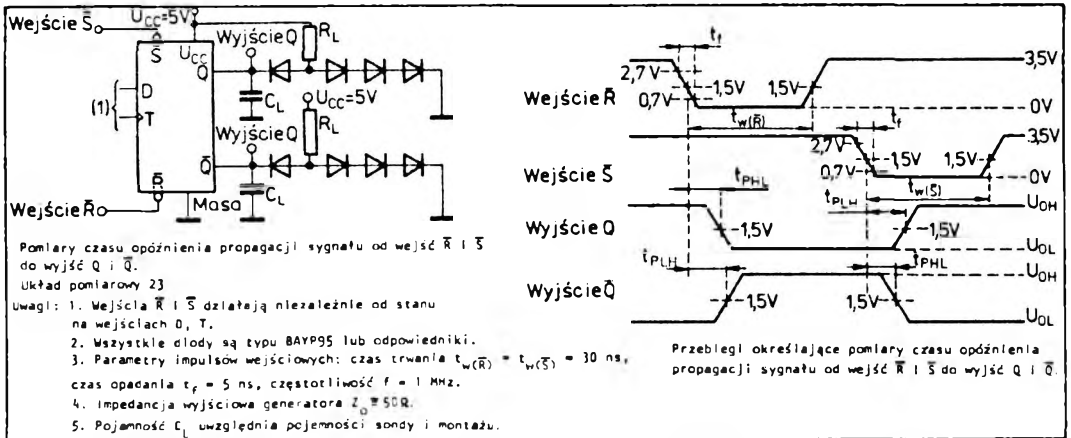 Wejście S̄
U_CC=5V
Wyjście Q
R_L
S̄
U_CC
Q
D
(1)
T
C_L
U_CC=5V
Wyjście Q
R_L
Q̄
R̄
C_L
Masa
Wejście R̄
Pomiary czasu opóźnienia propagacji sygnału od wejść R̄ i S̄
do wyjść Q i Q̄.
Układ pomiarowy 23
Uwagi: 1. Wejścia R̄ i S̄ działają niezależnie od stanu
na wejściach D, T.
2. Wszystkie diody są typu BAYP95 lub odpowiedniki.
3. Parametry impulsów wejściowych: czas trwania t_w(R̄) = t_w(S̄) = 30 ns,
czas opadania t_f = 5 ns, częstotliwość f = 1 MHz.
4. Impedancja wyjściowa generatora Z_o ≅ 50Ω.
5. Pojemność C_L uwzględnia pojemności sondy i montażu.
t_f
3,5V
2,7V
1,5V
1,5V
0,7V
Wejście R̄
0V
t_w(R̄)
t_f
3,5V
2,7V
1,5V
1,5V
0,7V
Wejście S̄
0V
t_w(S̄)
t_PHL
t_PLH
U_OH
Wyjście Q
1,5V
1,5V
U_OL
t_PLH
t_PHL
U_OH
Wyjście Q̄
1,5V
1,5V
U_OL
Przebiegi określające pomiary czasu opóźnienia
propagacji sygnału od wejść R̄ i S̄ do wyjść Q i Q̄.